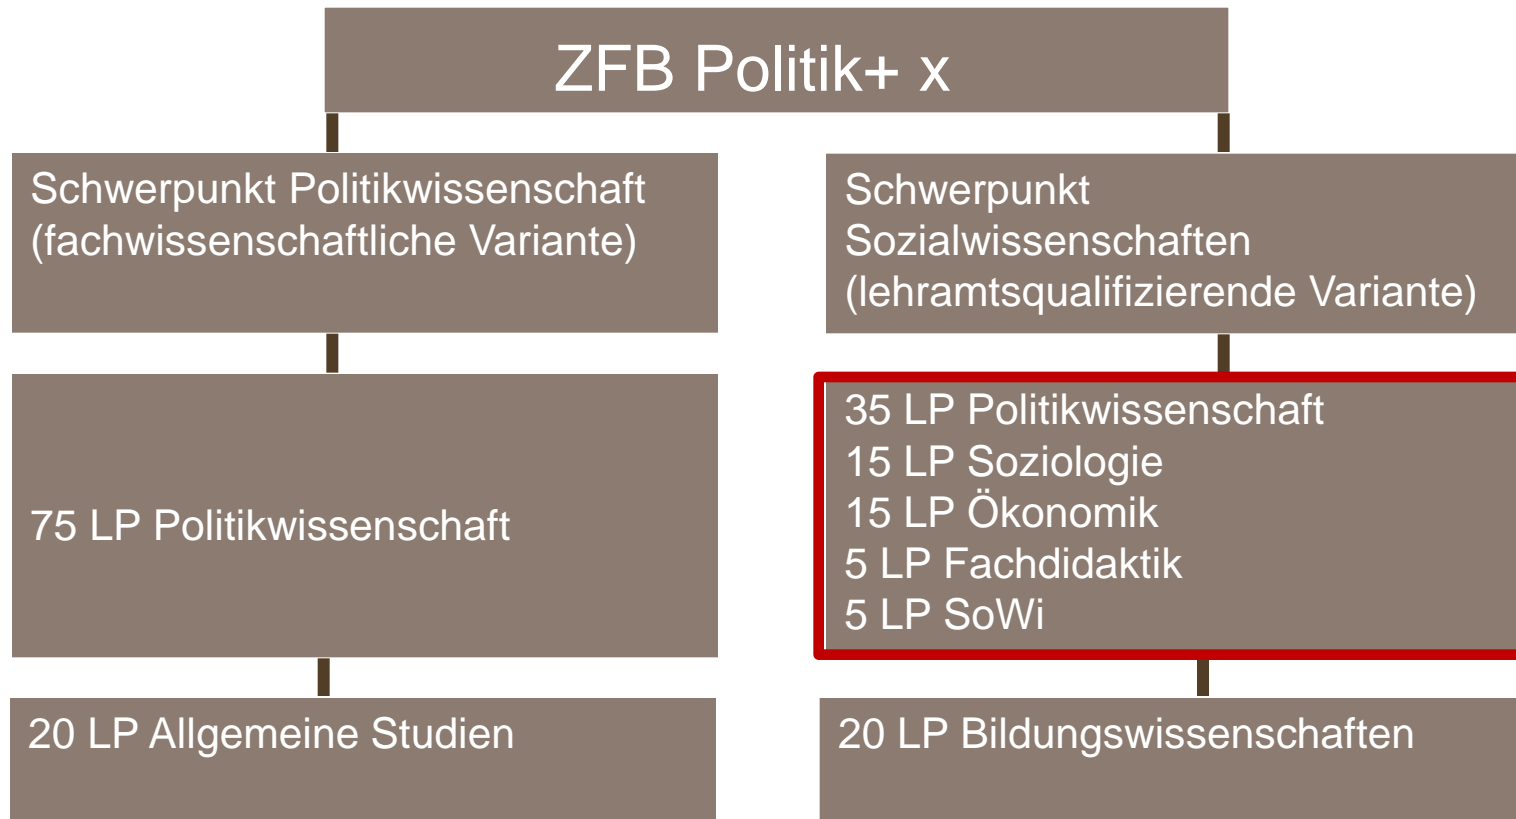 ZFB Politik+ x
Schwerpunkt Politikwissenschaft
(fachwissenschaftliche Variante)
75 LP Politikwissenschaft
20 LP Allgemeine Studien
Schwerpunkt
Sozialwissenschaften
(lehramtsqualifizierende Variante)
35 LP Politikwissenschaft
15 LP Soziologie
15 LP Ökonomik
5 LP Fachdidaktik
5 LP SoWi
20 LP Bildungswissenschaften